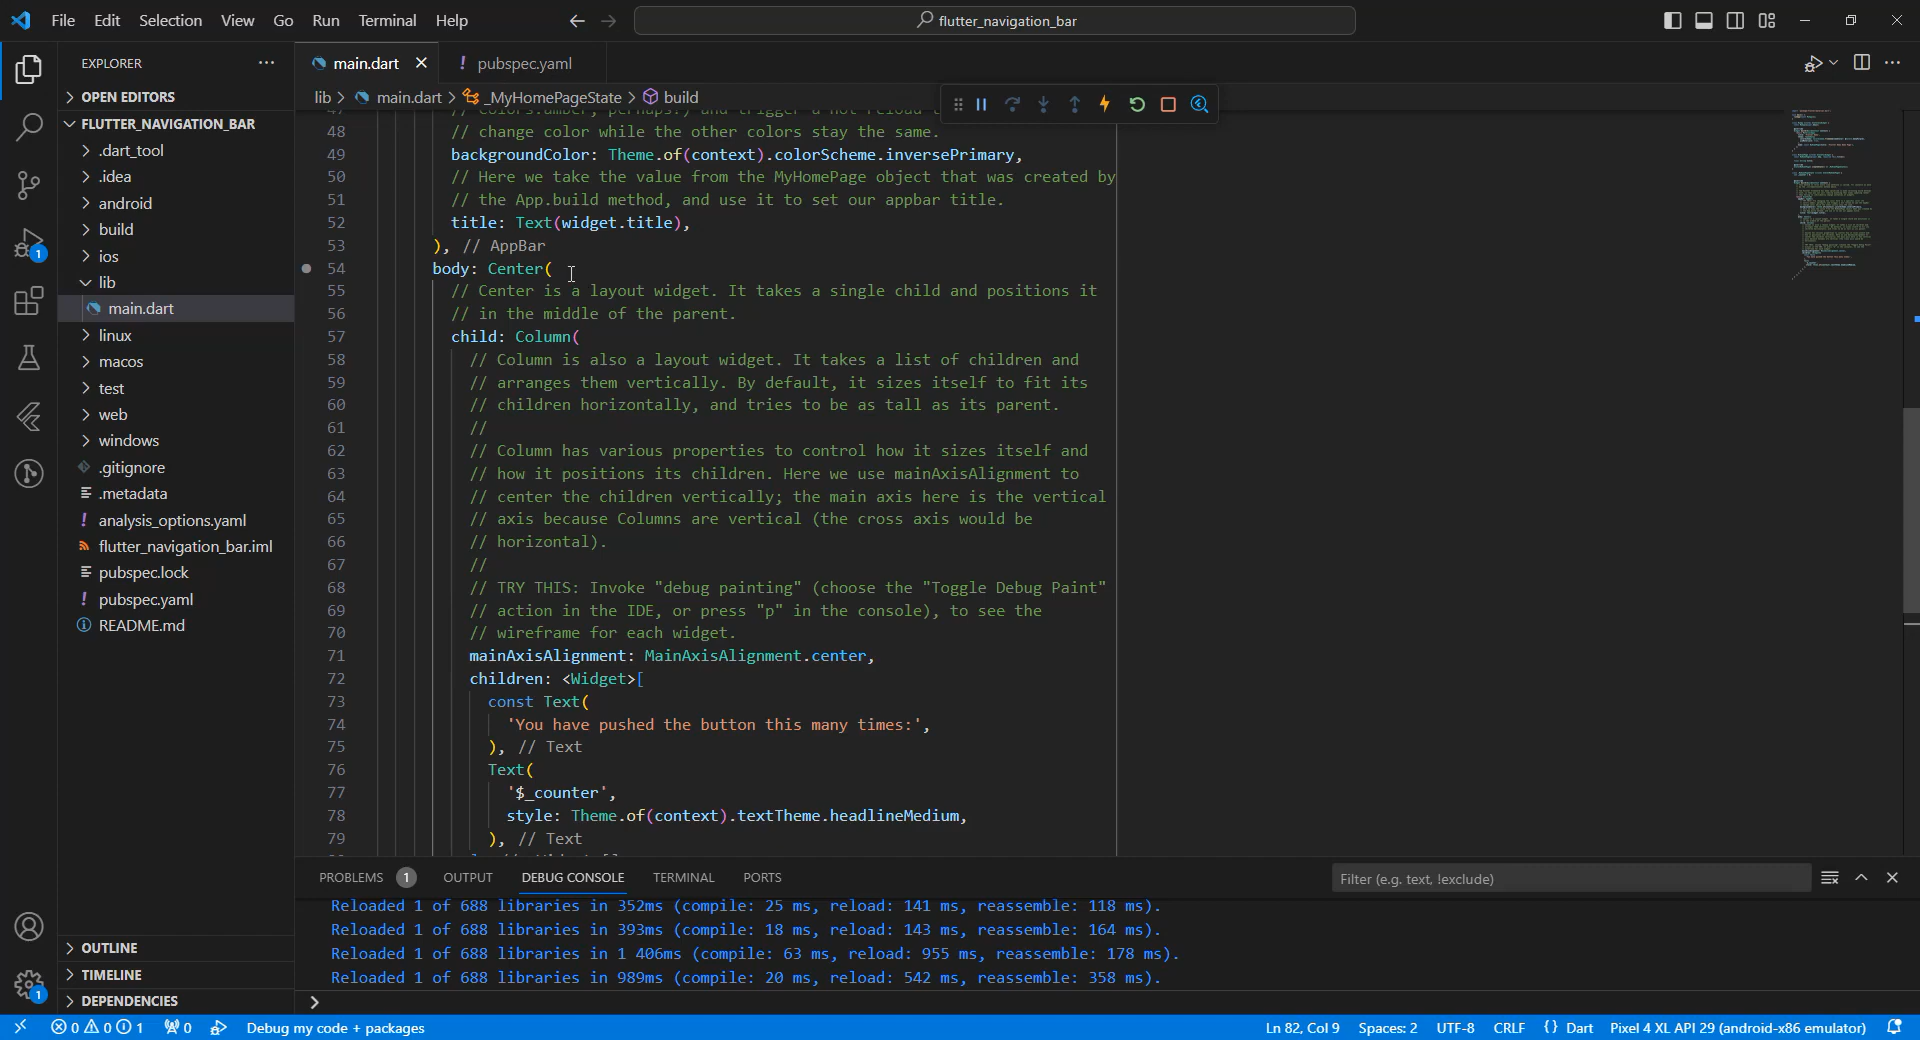 File Edit Selection View Go Run Terminal Help
flutter_navigation_bar
EXPLORER
OPEN EDITORS
FLUTTER_NAVIGATION_BAR
.dart_tool
.idea
android
build
ios
lib
main.dart
linux
macos
test
web
windows
.gitignore
.metadata
analysis_options.yaml
flutter_navigation_bar.iml
pubspec.lock
pubspec.yaml
README.md
OUTLINE
TIMELINE
DEPENDENCIES
1
1
main.dart
pubspec.yaml
lib > main.dart > _MyHomePageState > build
47 // Colors.amber, perhaps?) and trigger a hot reload
48 // change color while the other colors stay the same.
49 backgroundColor: Theme.of(context).colorScheme.inversePrimary,
50 // Here we take the value from the MyHomePage object that was created by
51 // the App.build method, and use it to set our appbar title.
52 title: Text(widget.title),
53 ), // AppBar
54 body: Center(
55 // Center is a layout widget. It takes a single child and positions it
56 // in the middle of the parent.
57 child: Column(
58 // Column is also a layout widget. It takes a list of children and
59 // arranges them vertically. By default, it sizes itself to fit its
60 // children horizontally, and tries to be as tall as its parent.
61 //
62 // Column has various properties to control how it sizes itself and
63 // how it positions its children. Here we use mainAxisAlignment to
64 // center the children vertically; the main axis here is the vertical
65 // axis because Columns are vertical (the cross axis would be
66 // horizontal).
67 //
68 // TRY THIS: Invoke "debug painting" (choose the "Toggle Debug Paint"
69 // action in the IDE, or press "p" in the console), to see the
70 // wireframe for each widget.
71 mainAxisAlignment: MainAxisAlignment.center,
72 children: <Widget>[
73 const Text(
74 'You have pushed the button this many times:',
75 ), // Text
76 Text(
77 '$_counter',
78 style: Theme.of(context).textTheme.headlineMedium,
79 ), // Text
PROBLEMS 1 OUTPUT DEBUG CONSOLE TERMINAL PORTS
Filter (e.g. text, !exclude)
Reloaded 1 of 688 libraries in 352ms (compile: 25 ms, reload: 141 ms, reassemble: 118 ms).
Reloaded 1 of 688 libraries in 393ms (compile: 18 ms, reload: 143 ms, reassemble: 164 ms).
Reloaded 1 of 688 libraries in 1 406ms (compile: 63 ms, reload: 955 ms, reassemble: 178 ms).
Reloaded 1 of 688 libraries in 989ms (compile: 20 ms, reload: 542 ms, reassemble: 358 ms).
0 0 1 0 Debug my code + packages Ln 82, Col 9 Spaces: 2 UTF-8 CRLF {} Dart Pixel 4 XL API 29 (android-x86 emulator)